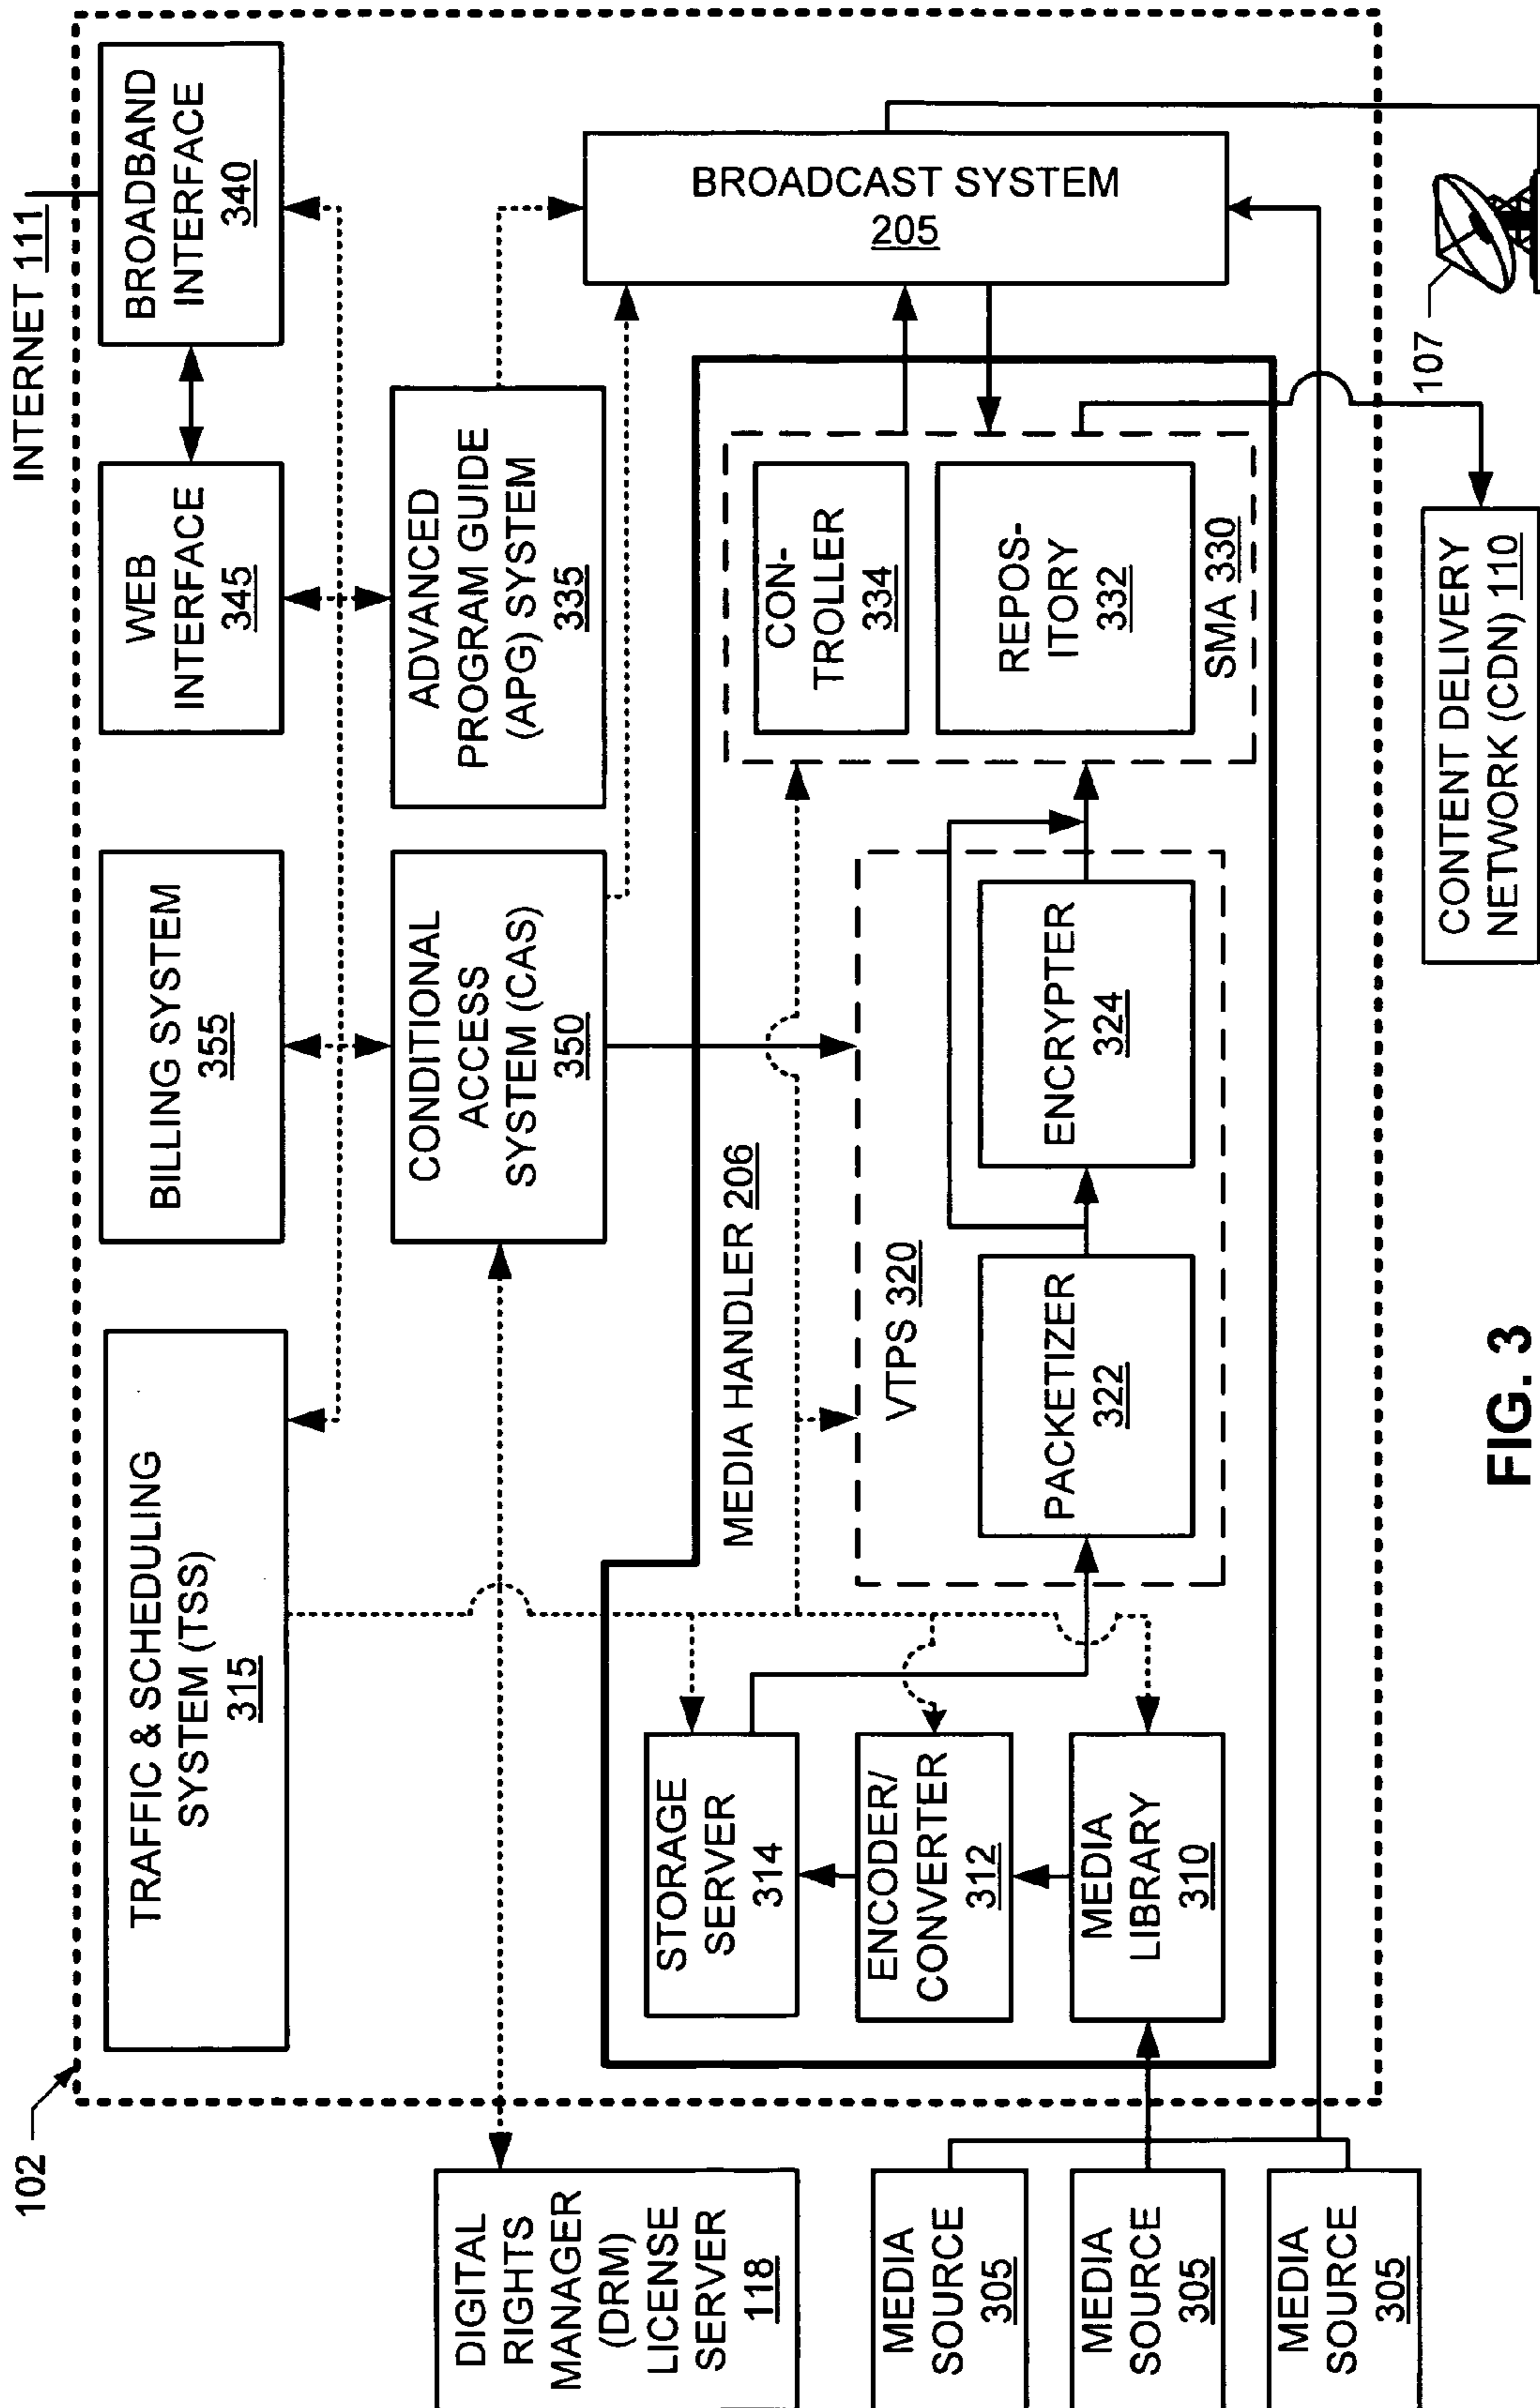 102
INTERNET 111
TRAFFIC & SCHEDULING
SYSTEM (TSS)
315
BILLING SYSTEM
355
WEB
INTERFACE
345
BROADBAND
INTERFACE
340
DIGITAL
RIGHTS
MANAGER
(DRM)
LICENSE
SERVER
118
CONDITIONAL
ACCESS
SYSTEM (CAS)
350
ADVANCED
PROGRAM GUIDE
(APG) SYSTEM
335
BROADCAST SYSTEM
205
MEDIA HANDLER 206
STORAGE
SERVER
314
ENCODER/
CONVERTER
312
MEDIA
LIBRARY
310
VTPS 320
PACKETIZER
322
ENCRYPTER
324
CON-
TROLLER
334
REPOS-
ITORY
332
SMA 330
MEDIA
SOURCE
305
MEDIA
SOURCE
305
MEDIA
SOURCE
305
CONTENT DELIVERY
NETWORK (CDN) 110
107
FIG. 3